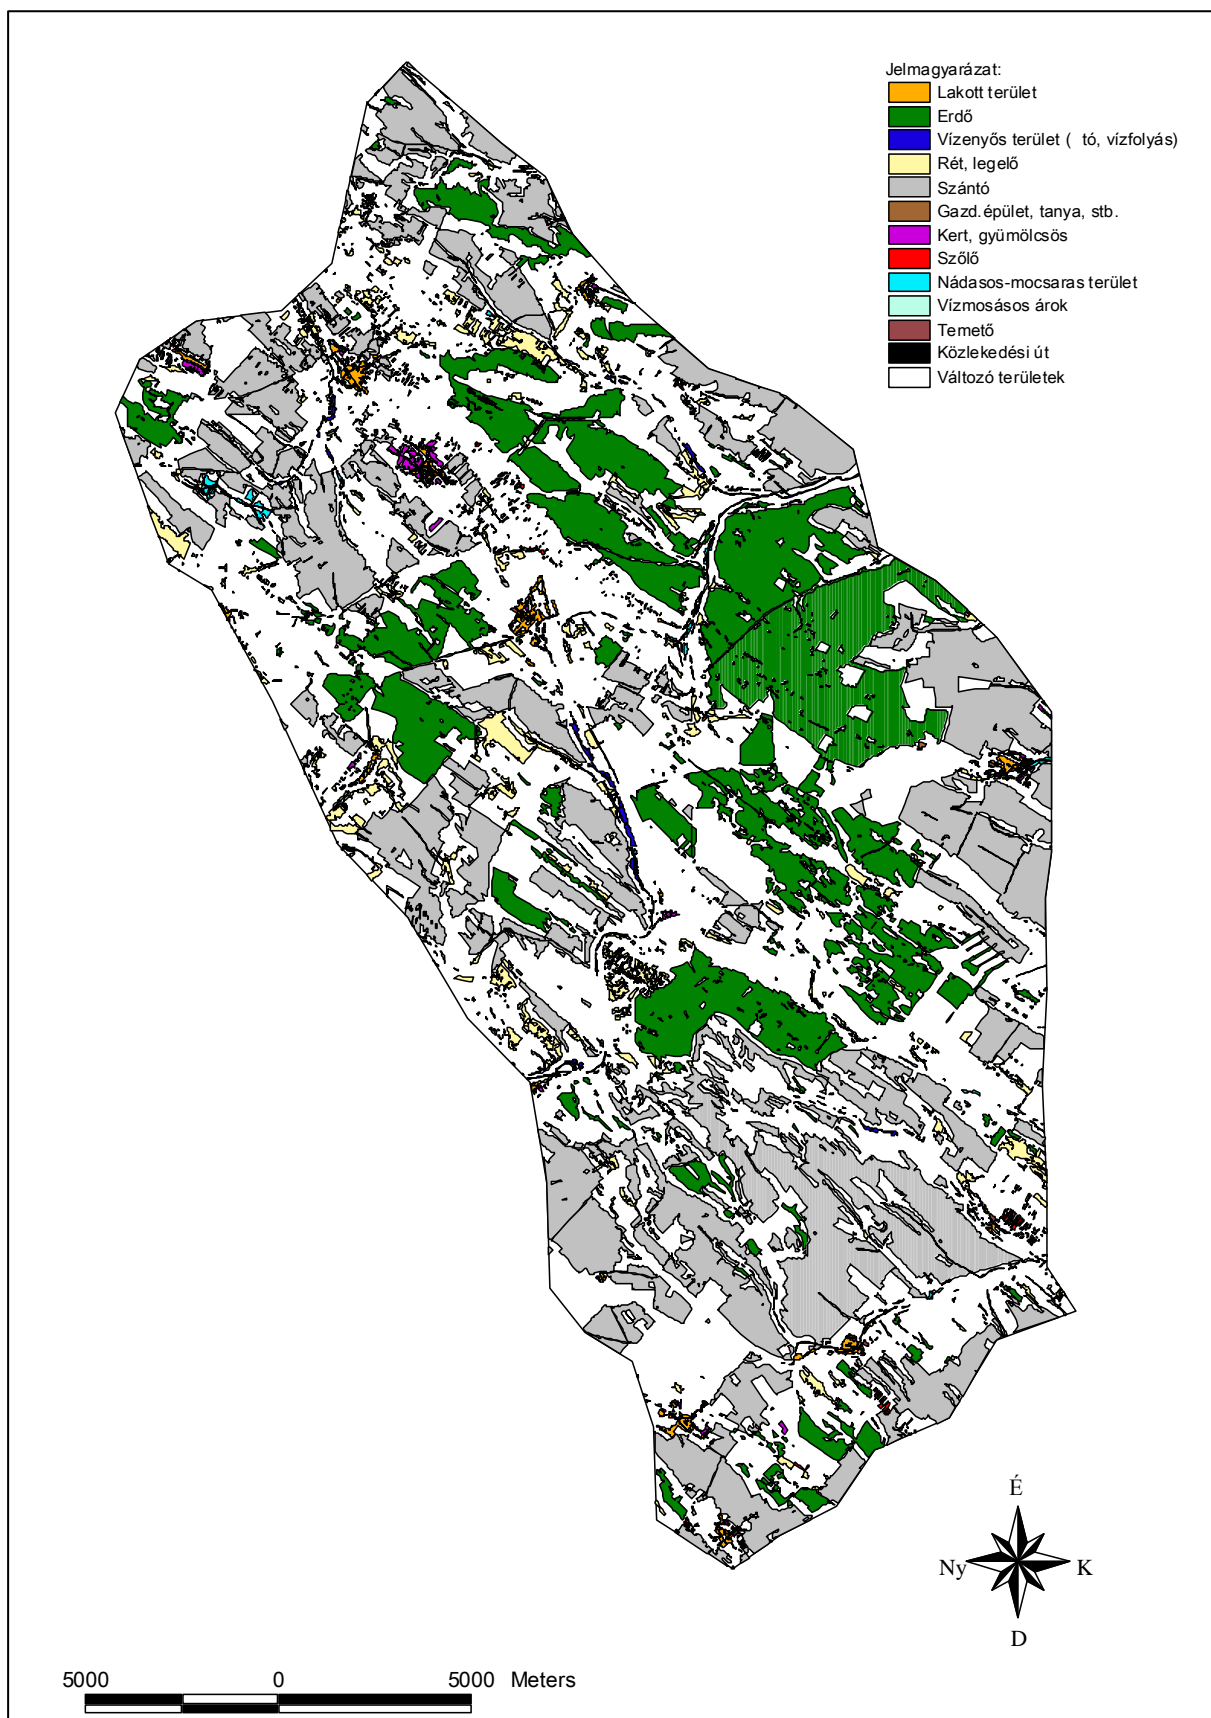 Jelmagyarázat:
Lakott terület
Erdő
Vízenyős terület ( tó, vízfolyás)
Rét, legelő
Szántó
Gazd.épület, tanya, stb.
Kert, gyümölcsös
Szőlő
Nádasos-mocsaras terület
Vízmosásos árok
Temető
Közlekedési út
Változó területek
É
Ny K
D
5000 0 5000 Meters